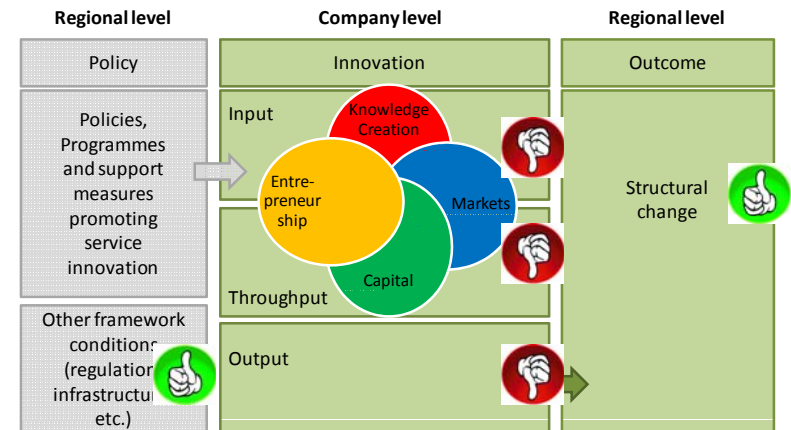 Regional level
Company level
Regional level
Policy
Innovation
Outcome
Policies,
Programmes
and support
measures
promoting
service
innovation
Input
Knowledge
Creation
Entre-
preneur
ship
Markets
Capital
Throughput
Structural
change
Other framework
conditions
(regulation
infrastructu
etc.)
Output